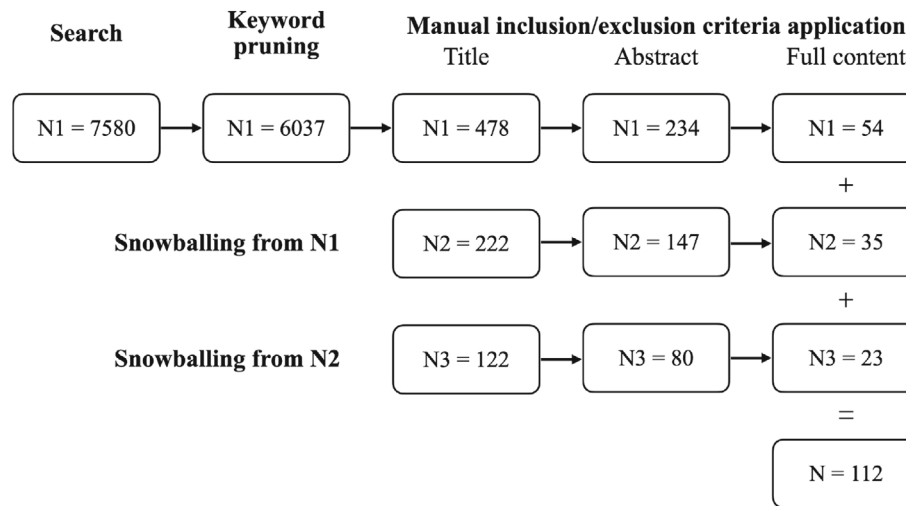 Search
Keyword
pruning
Manual inclusion/exclusion criteria application
Title
Abstract
Full content
N1 = 7580
N1 = 6037
N1 = 478
N1 = 234
N1 = 54
+
Snowballing from N1
N2 = 222
N2 = 147
N2 = 35
+
Snowballing from N2
N3 = 122
N3 = 80
N3 = 23
=
N = 112